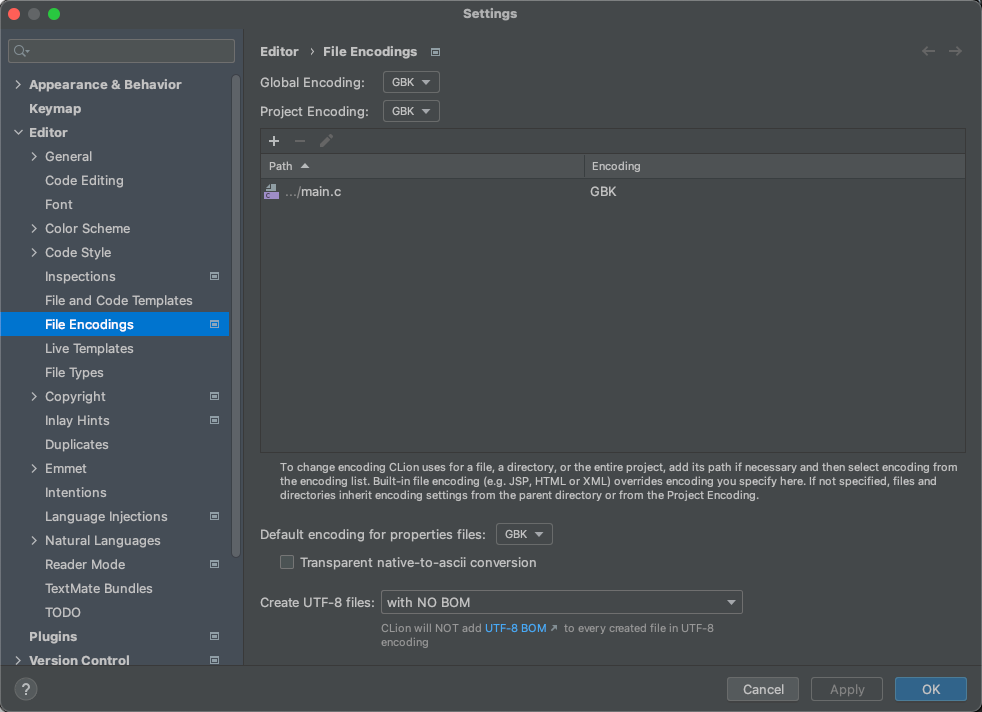 Settings
Appearance & Behavior
Keymap
Editor
General
Code Editing
Font
Color Scheme
Code Style
Inspections
File and Code Templates
File Encodings
Live Templates
File Types
Copyright
Inlay Hints
Duplicates
Emmet
Intentions
Language Injections
Natural Languages
Reader Mode
TextMate Bundles
TODO
Plugins
Version Control
?
Editor › File Encodings
Global Encoding: GBK
Project Encoding: GBK
Path Encoding
.../main.c GBK
To change encoding CLion uses for a file, a directory, or the entire project, add its path if necessary and then select encoding from
the encoding list. Built-in file encoding (e.g. JSP, HTML or XML) overrides encoding you specify here. If not specified, files and
directories inherit encoding settings from the parent directory or from the Project Encoding.
Default encoding for properties files: GBK
Transparent native-to-ascii conversion
Create UTF-8 files: with NO BOM
CLion will NOT add UTF-8 BOM ↗ to every created file in UTF-8
encoding
Cancel Apply OK